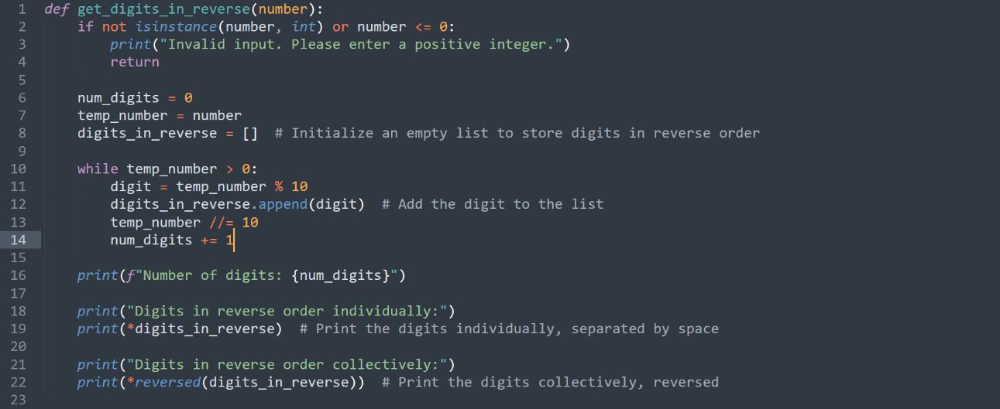 1 def get_digits_in_reverse(number):
2     if not isinstance(number, int) or number <= 0:
3         print("Invalid input. Please enter a positive integer.")
4         return
5
6     num_digits = 0
7     temp_number = number
8     digits_in_reverse = []  # Initialize an empty list to store digits in reverse order
9
10     while temp_number > 0:
11         digit = temp_number % 10
12         digits_in_reverse.append(digit)  # Add the digit to the list
13         temp_number //= 10
14         num_digits += 1
15
16     print(f"Number of digits: {num_digits}")
17
18     print("Digits in reverse order individually:")
19     print(*digits_in_reverse)  # Print the digits individually, separated by space
20
21     print("Digits in reverse order collectively:")
22     print(*reversed(digits_in_reverse))  # Print the digits collectively, reversed
23